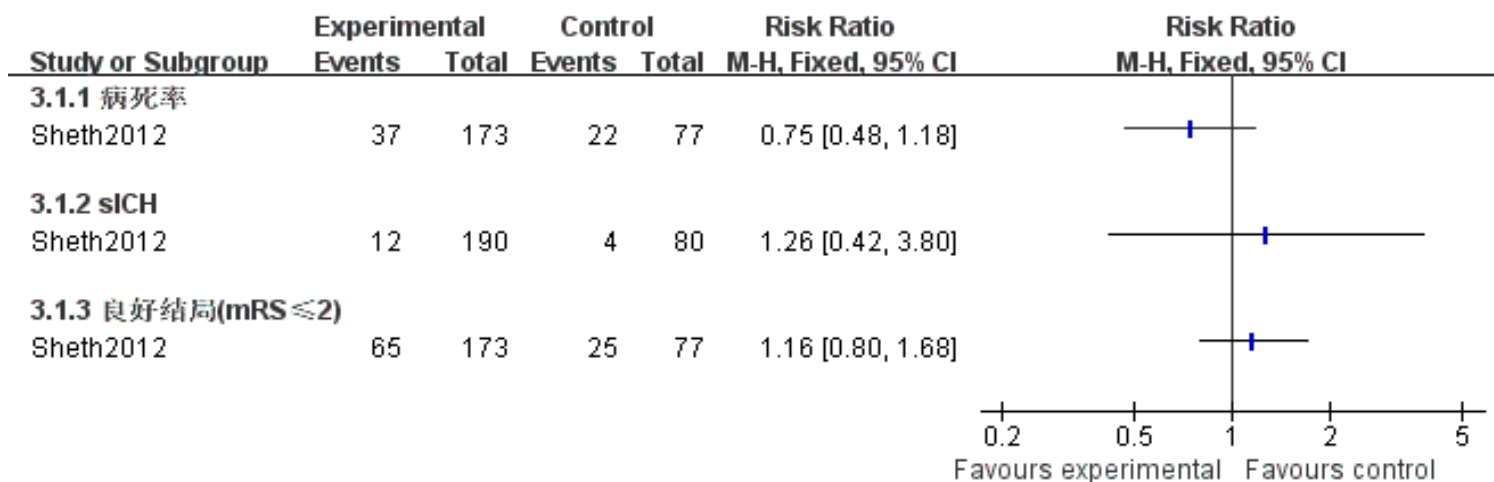 Experimental Control Risk Ratio Risk Ratio
Study or Subgroup Events Total Events Total M-H, Fixed, 95% CI M-H, Fixed, 95% CI
3.1.1 病死率
Sheth2012 37 173 22 77 0.75 [0.48, 1.18]
3.1.2 sICH
Sheth2012 12 190 4 80 1.26 [0.42, 3.80]
3.1.3 良好结局(mRS≤2)
Sheth2012 65 173 25 77 1.16 [0.80, 1.68]
0.2 0.5 1 2 5
Favours experimental Favours control